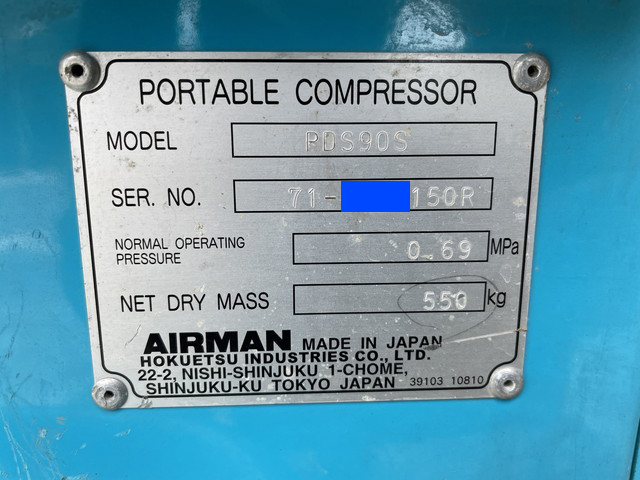 PORTABLE COMPRESSOR
MODEL PDS90S
SER. NO. 71- 150R
NORMAL OPERATING PRESSURE 0.69 MPa
NET DRY MASS 550 kg
AIRMAN MADE IN JAPAN
HOKUETSU INDUSTRIES CO., LTD.
22-2, NISHI-SHINJUKU 1-CHOME,
SHINJUKU-KU TOKYO JAPAN 39103 10810